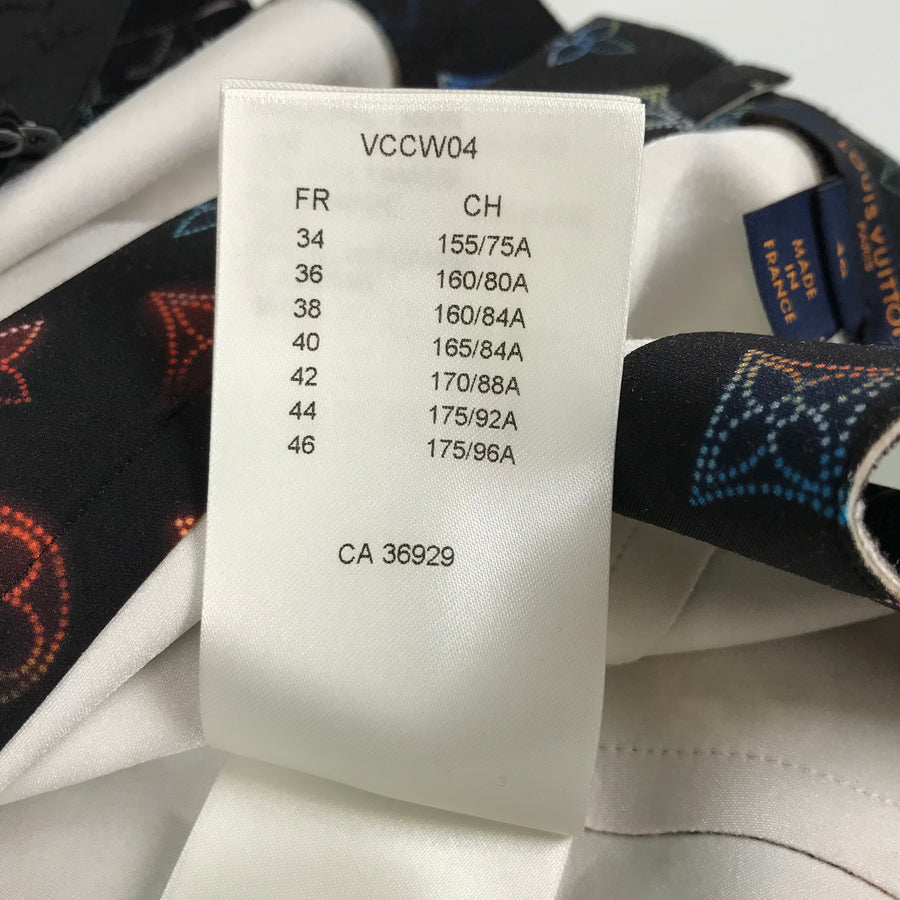 VCCW04
FR CH
34 155/75A
36 160/80A
38 160/84A
40 165/84A
42 170/88A
44 175/92A
46 175/96A
CA 36929
LOUIS VUITTON
PARIS
MADE
IN
FRANCE